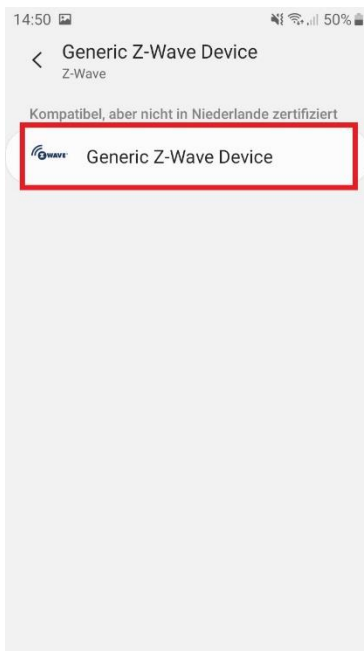 14:50 50%
Generic Z-Wave Device
Z-Wave
Kompatibel, aber nicht in Niederlande zertifiziert
Z WAVE Generic Z-Wave Device